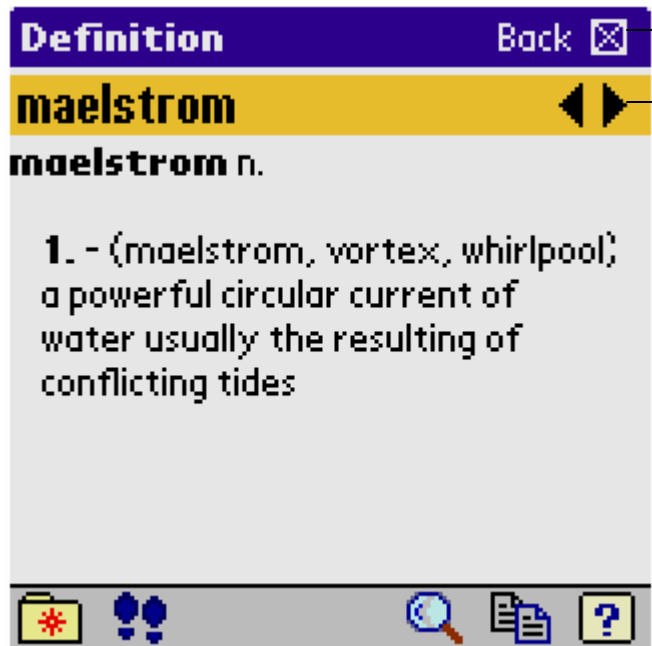 Definition Back
maelstrom
maelstrom n.
1. - (maelstrom, vortex, whirlpool;
a powerful circular current of
water usually the resulting of
conflicting tides
?